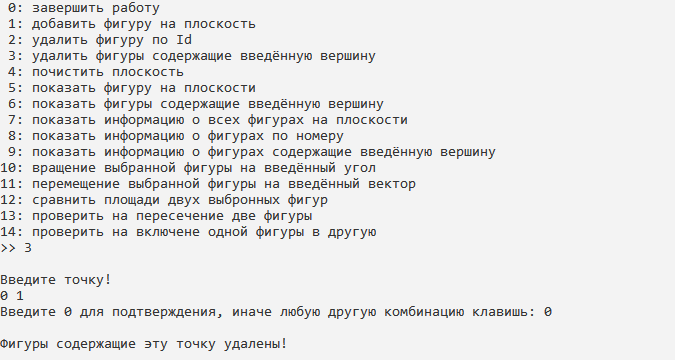 0: завершить работу
1: добавить фигуру на плоскость
2: удалить фигуру по Id
3: удалить фигуры содержащие введённую вершину
4: почистить плоскость
5: показать фигуру на плоскости
6: показать фигуры содержащие введённую вершину
7: показать информацию о всех фигурах на плоскости
8: показать информацию о фигурах по номеру
9: показать информацию о фигурах содержащие введённую вершину
10: вращение выбранной фигуры на введённый угол
11: перемещение выбранной фигуры на введённый вектор
12: сравнить площади двух выбронных фигур
13: проверить на пересечение две фигуры
14: проверить на включене одной фигуры в другую
>> 3
Введите точку!
0 1
Введите 0 для подтверждения, иначе любую другую комбинацию клавишь: 0
Фигуры содержащие эту точку удалены!